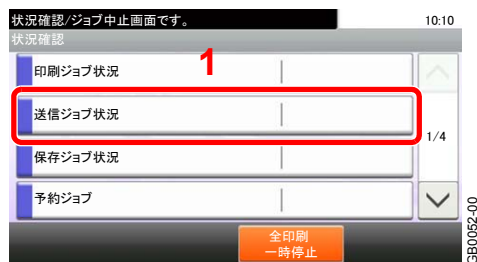 状況確認/ジョブ中止画面です。
10:10
状況確認
印刷ジョブ状況
1
送信ジョブ状況
1/4
保存ジョブ状況
予約ジョブ
全印刷
一時停止
GB0052-00